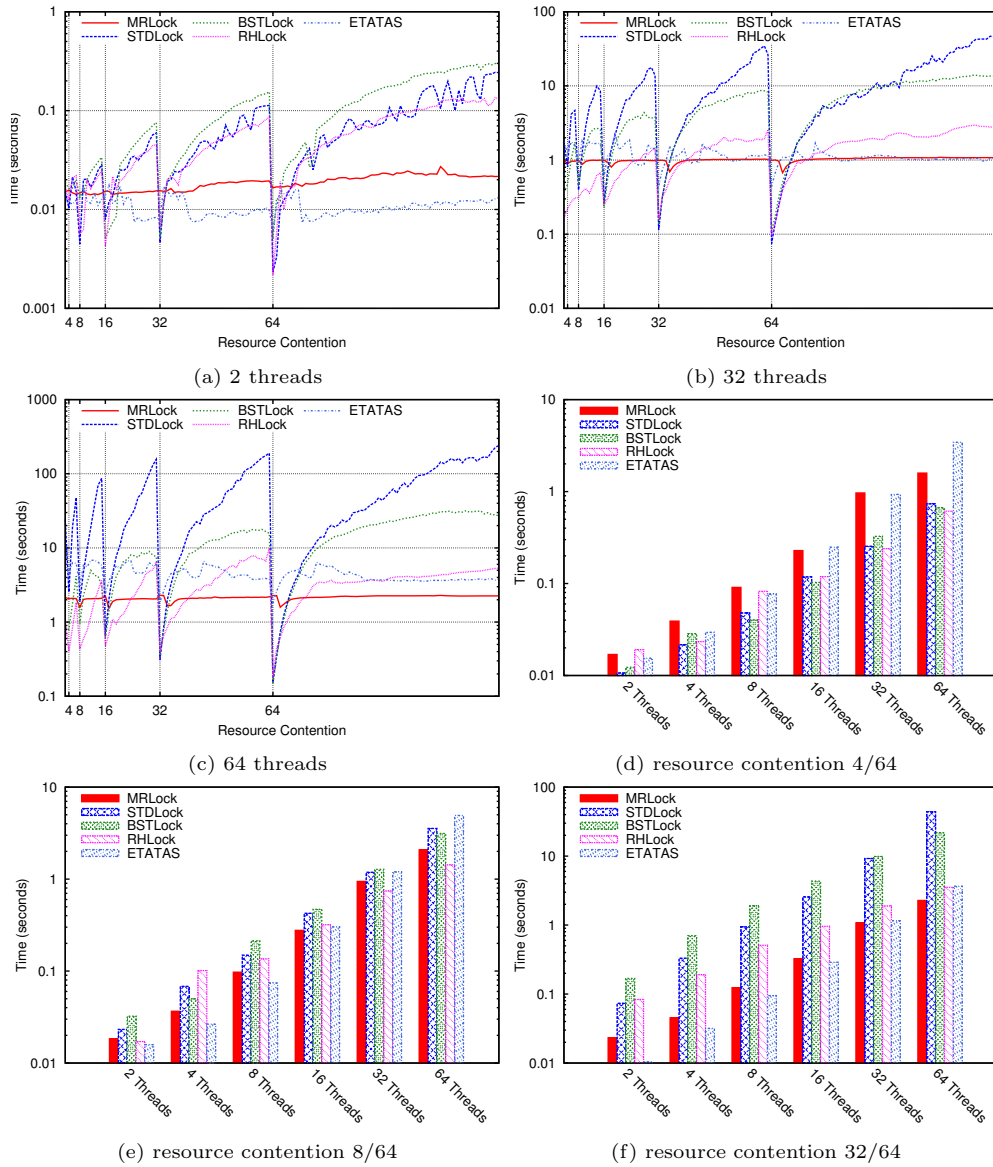 1
0.1
0.01
0.001
Time (seconds)
MRLock
STDLock
BSTLock
RHLock
ETATAS
4 8 16 32 64
Resource Contention
(a) 2 threads
100
10
1
0.1
0.01
Time (seconds)
MRLock
STDLock
BSTLock
RHLock
ETATAS
4 8 16 32 64
Resource Contention
(b) 32 threads
1000
100
10
1
0.1
Time (seconds)
MRLock
STDLock
BSTLock
RHLock
ETATAS
4 8 16 32 64
Resource Contention
(c) 64 threads
10
1
0.1
0.01
Time (seconds)
MRLock
STDLock
BSTLock
RHLock
ETATAS
2 Threads
4 Threads
8 Threads
16 Threads
32 Threads
64 Threads
(d) resource contention 4/64
10
1
0.1
0.01
Time (seconds)
MRLock
STDLock
BSTLock
RHLock
ETATAS
2 Threads
4 Threads
8 Threads
16 Threads
32 Threads
64 Threads
(e) resource contention 8/64
100
10
1
0.1
0.01
Time (seconds)
MRLock
STDLock
BSTLock
RHLock
ETATAS
2 Threads
4 Threads
8 Threads
16 Threads
32 Threads
64 Threads
(f) resource contention 32/64